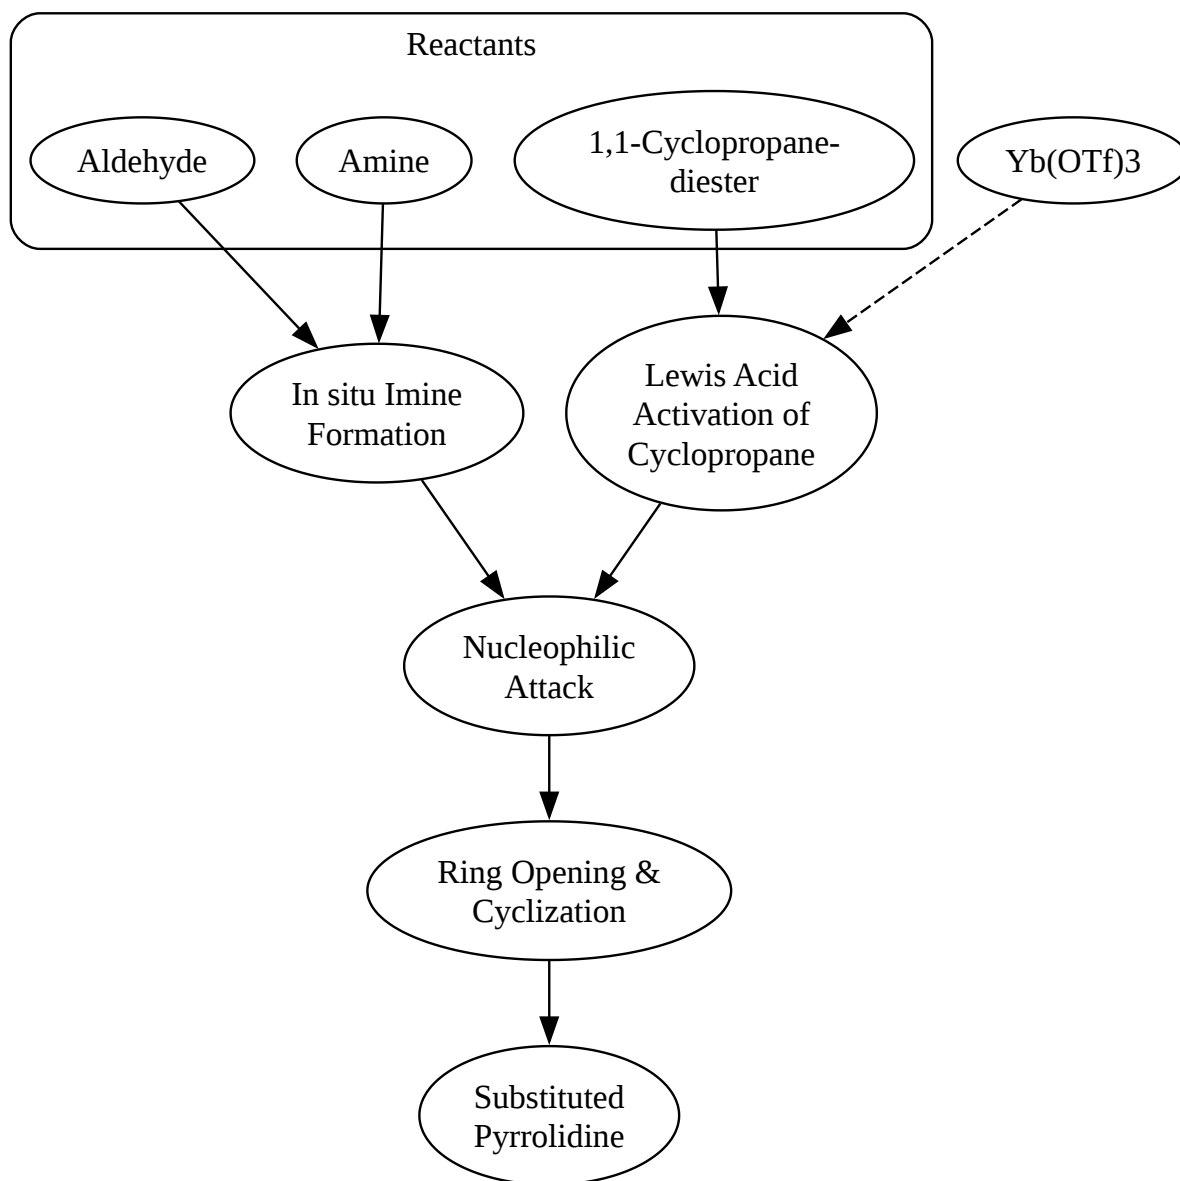 Reactants
Aldehyde
Amine
1,1-Cyclopropane-
diester
Yb(OTf)3
In situ Imine
Formation
Lewis Acid
Activation of
Cyclopropane
Nucleophilic
Attack
Ring Opening &
Cyclization
Substituted
Pyrrolidine